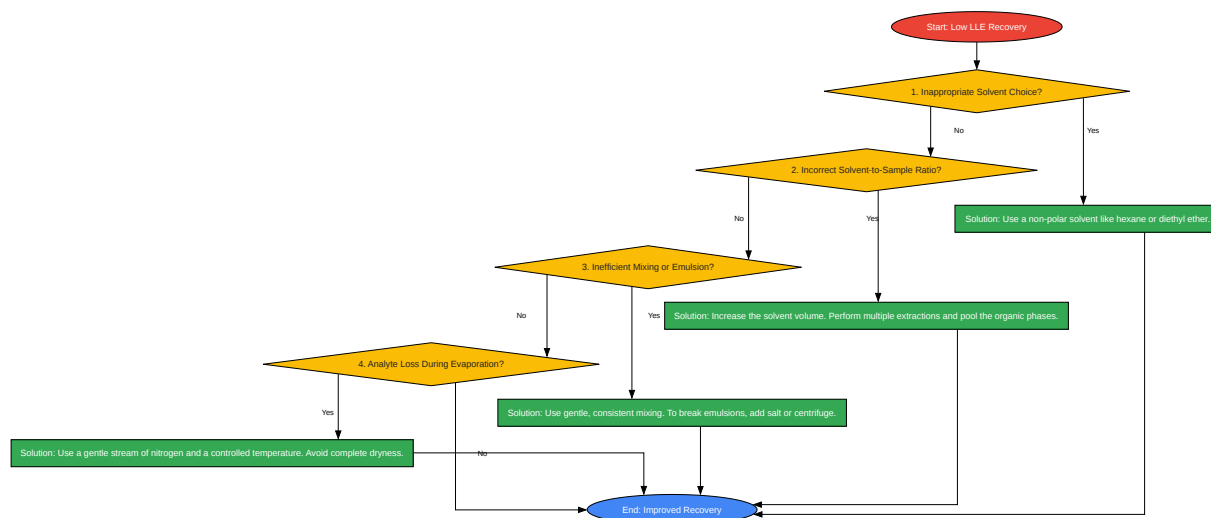 Start: Low LLE Recovery
1. Inappropriate Solvent Choice?
No
Yes
2. Incorrect Solvent-to-Sample Ratio?
No
Yes
Solution: Use a non-polar solvent like hexane or diethyl ether.
3. Inefficient Mixing or Emulsion?
No
Yes
Solution: Increase the solvent volume. Perform multiple extractions and pool the organic phases.
4. Analyte Loss During Evaporation?
Yes
Solution: Use gentle, consistent mixing. To break emulsions, add salt or centrifuge.
Solution: Use a gentle stream of nitrogen and a controlled temperature. Avoid complete dryness.
No
End: Improved Recovery